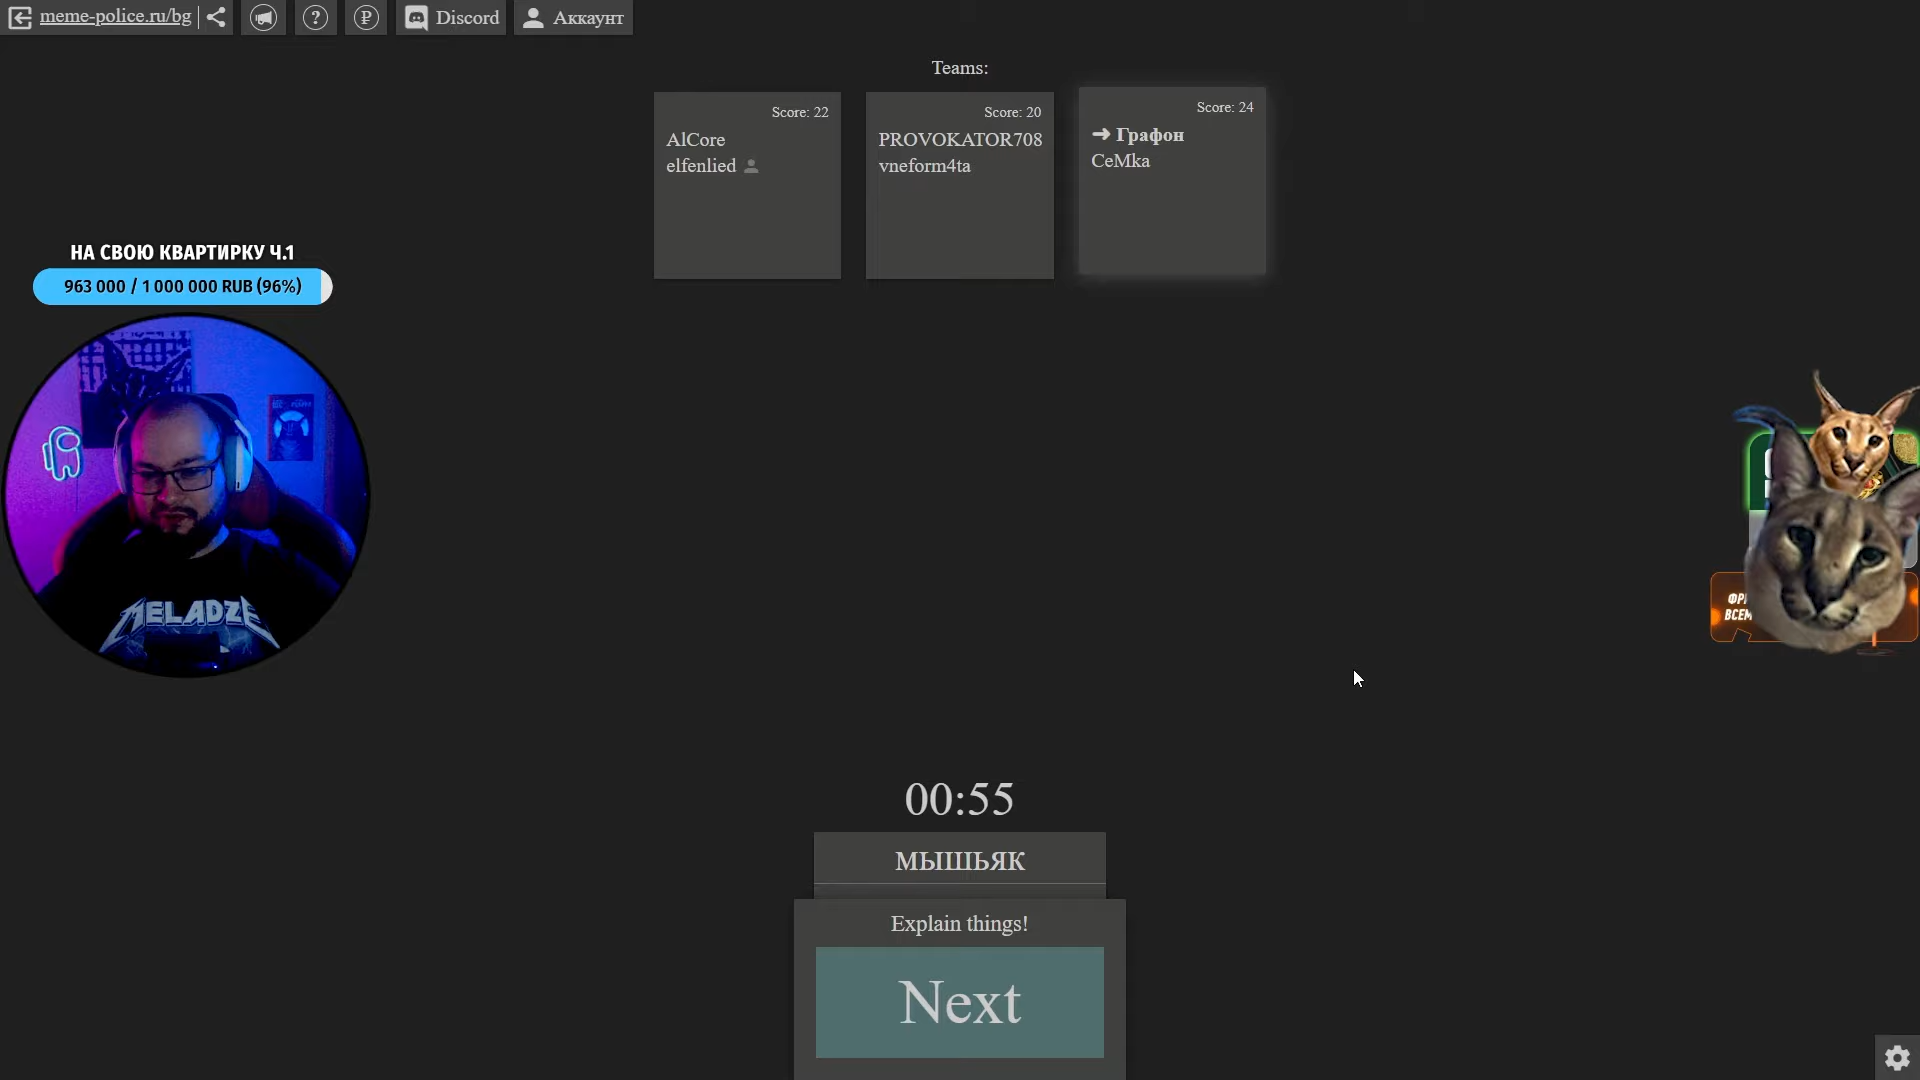 meme-police.ru/bg
Discord
Аккаунт
Teams:
Score: 22
AlCore
elfenlied
Score: 20
PROVOKATOR708
vneform4ta
Score: 24
➜ Графон
CeMka
НА СВОЮ КВАРТИРКУ Ч.1
963 000 / 1 000 000 RUB (96%)
MELADZE
00:55
МЫШЬЯК
Explain things!
Next